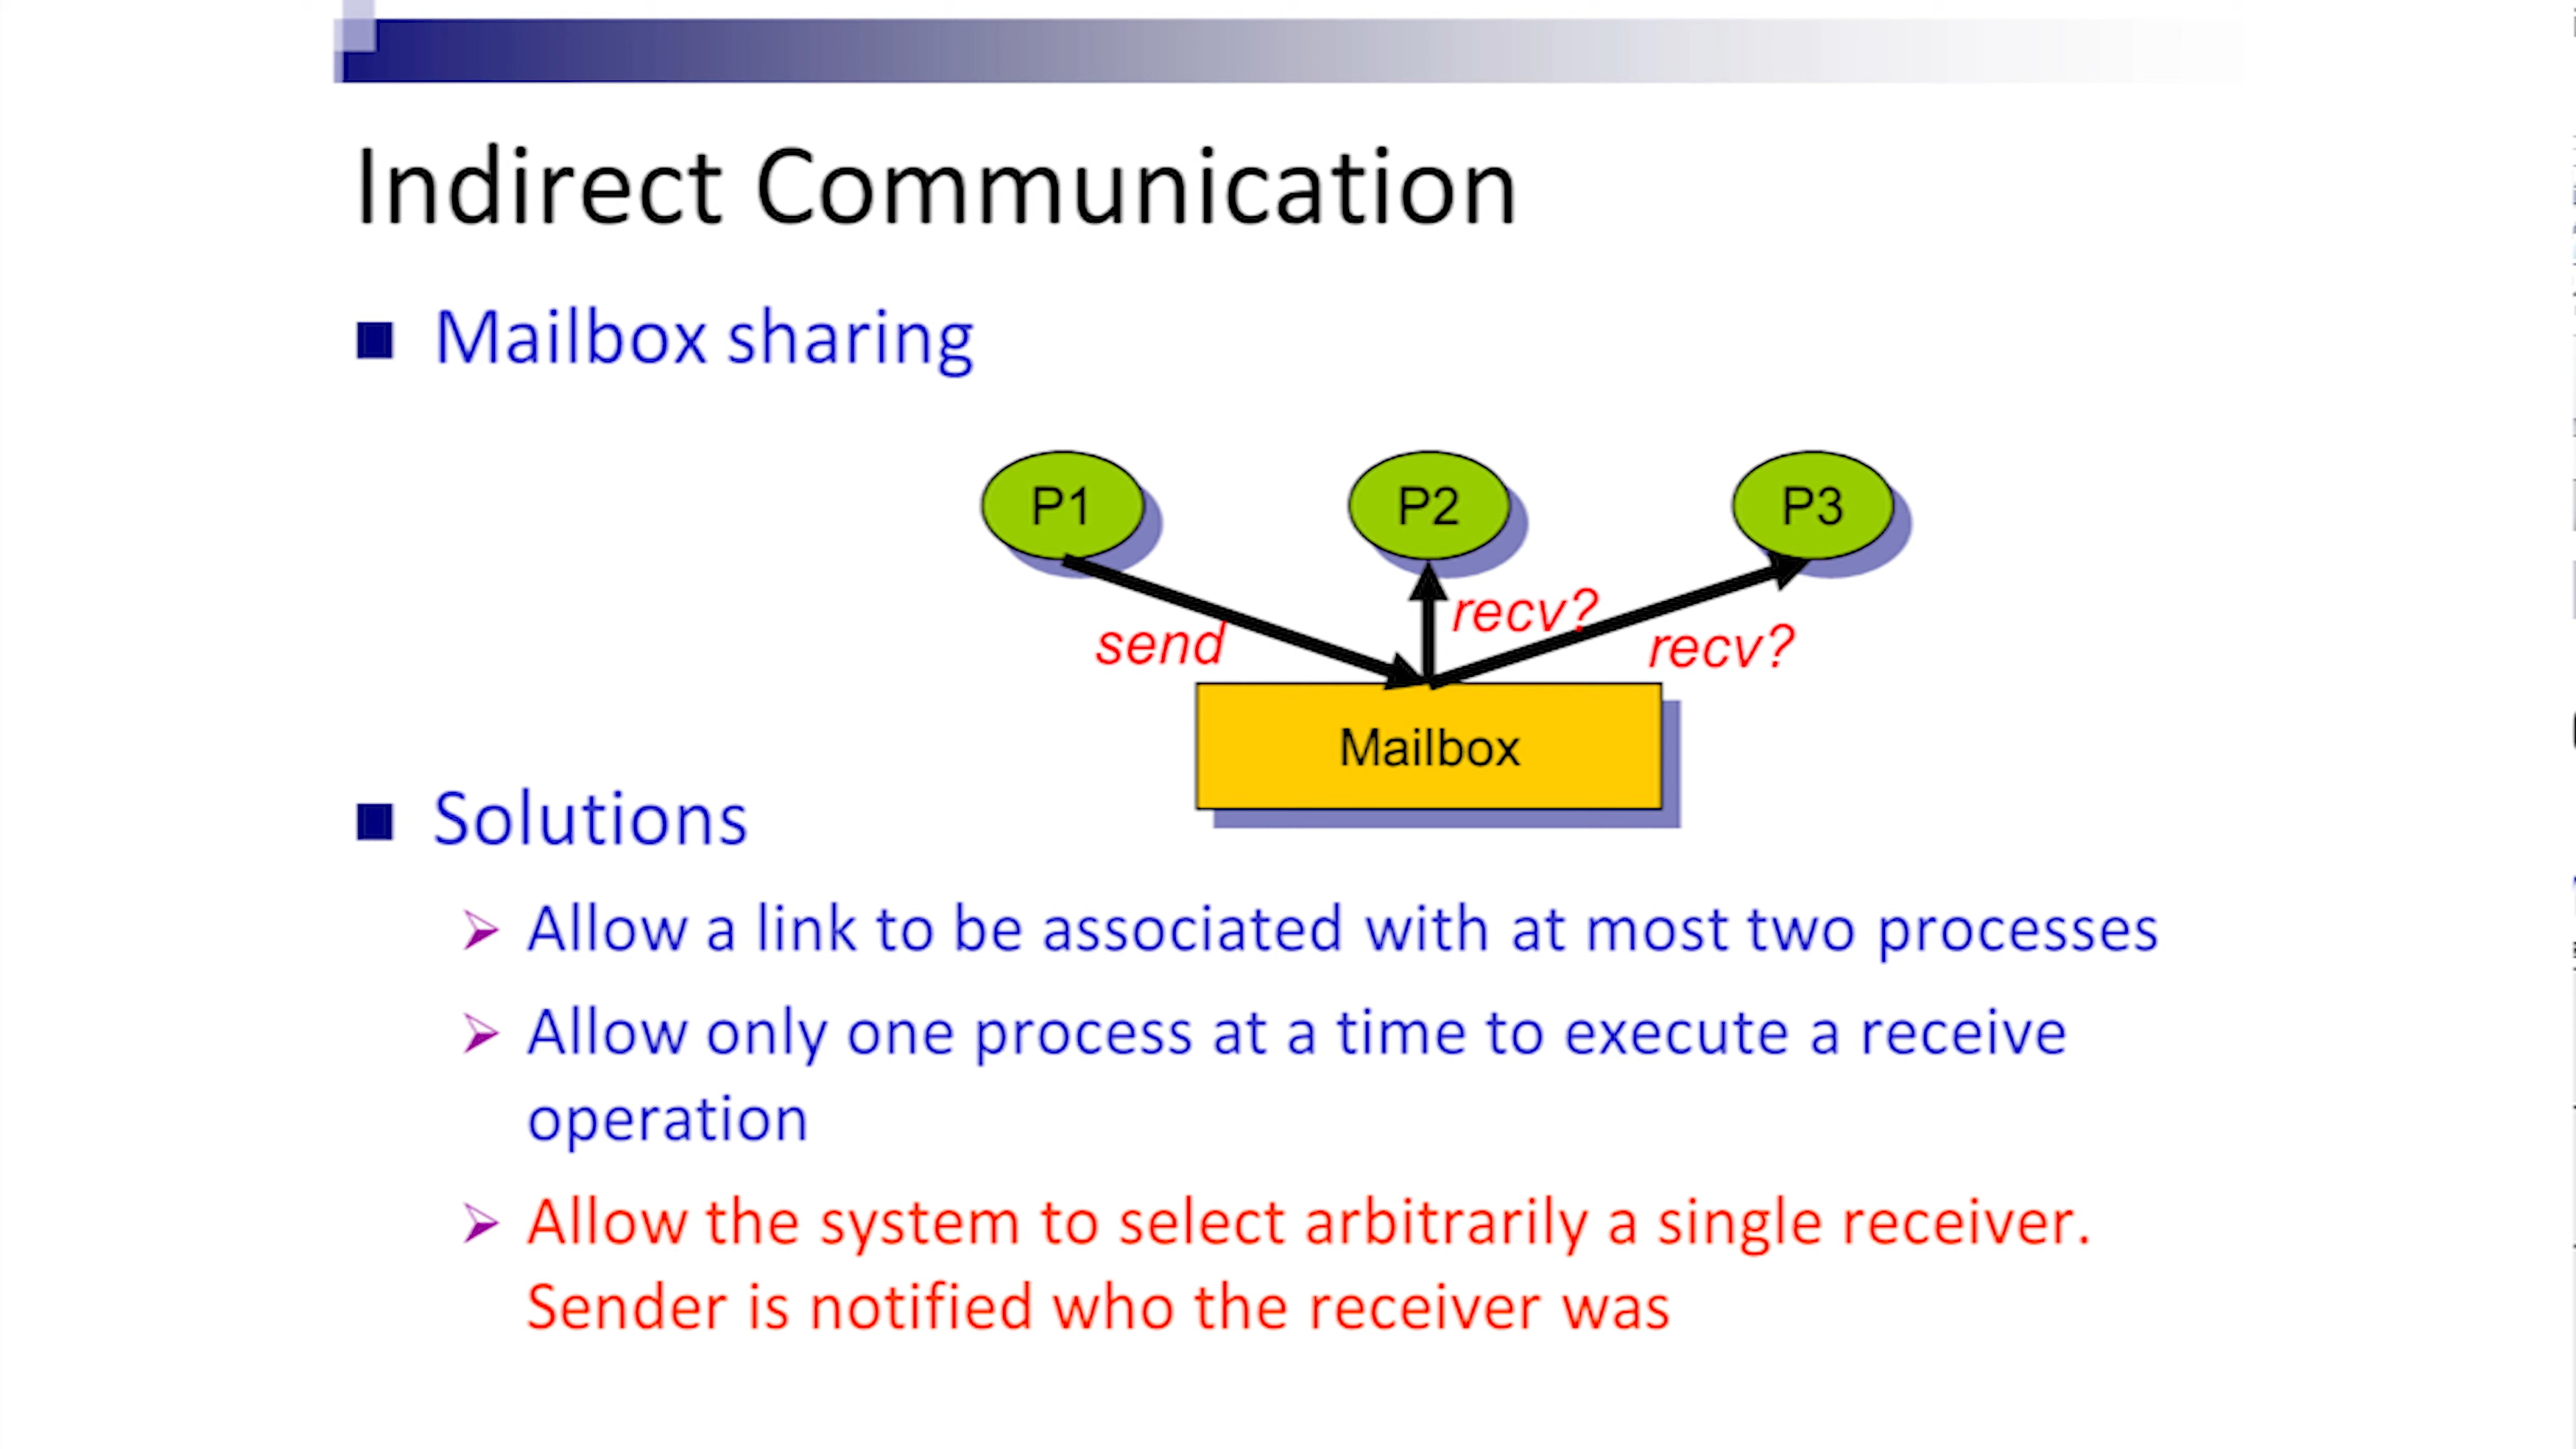 Indirect Communication
Mailbox sharing
P1 P2 P3
send recv? recv?
Mailbox
Solutions
Allow a link to be associated with at most two processes
Allow only one process at a time to execute a receive
operation
Allow the system to select arbitrarily a single receiver.
Sender is notified who the receiver was